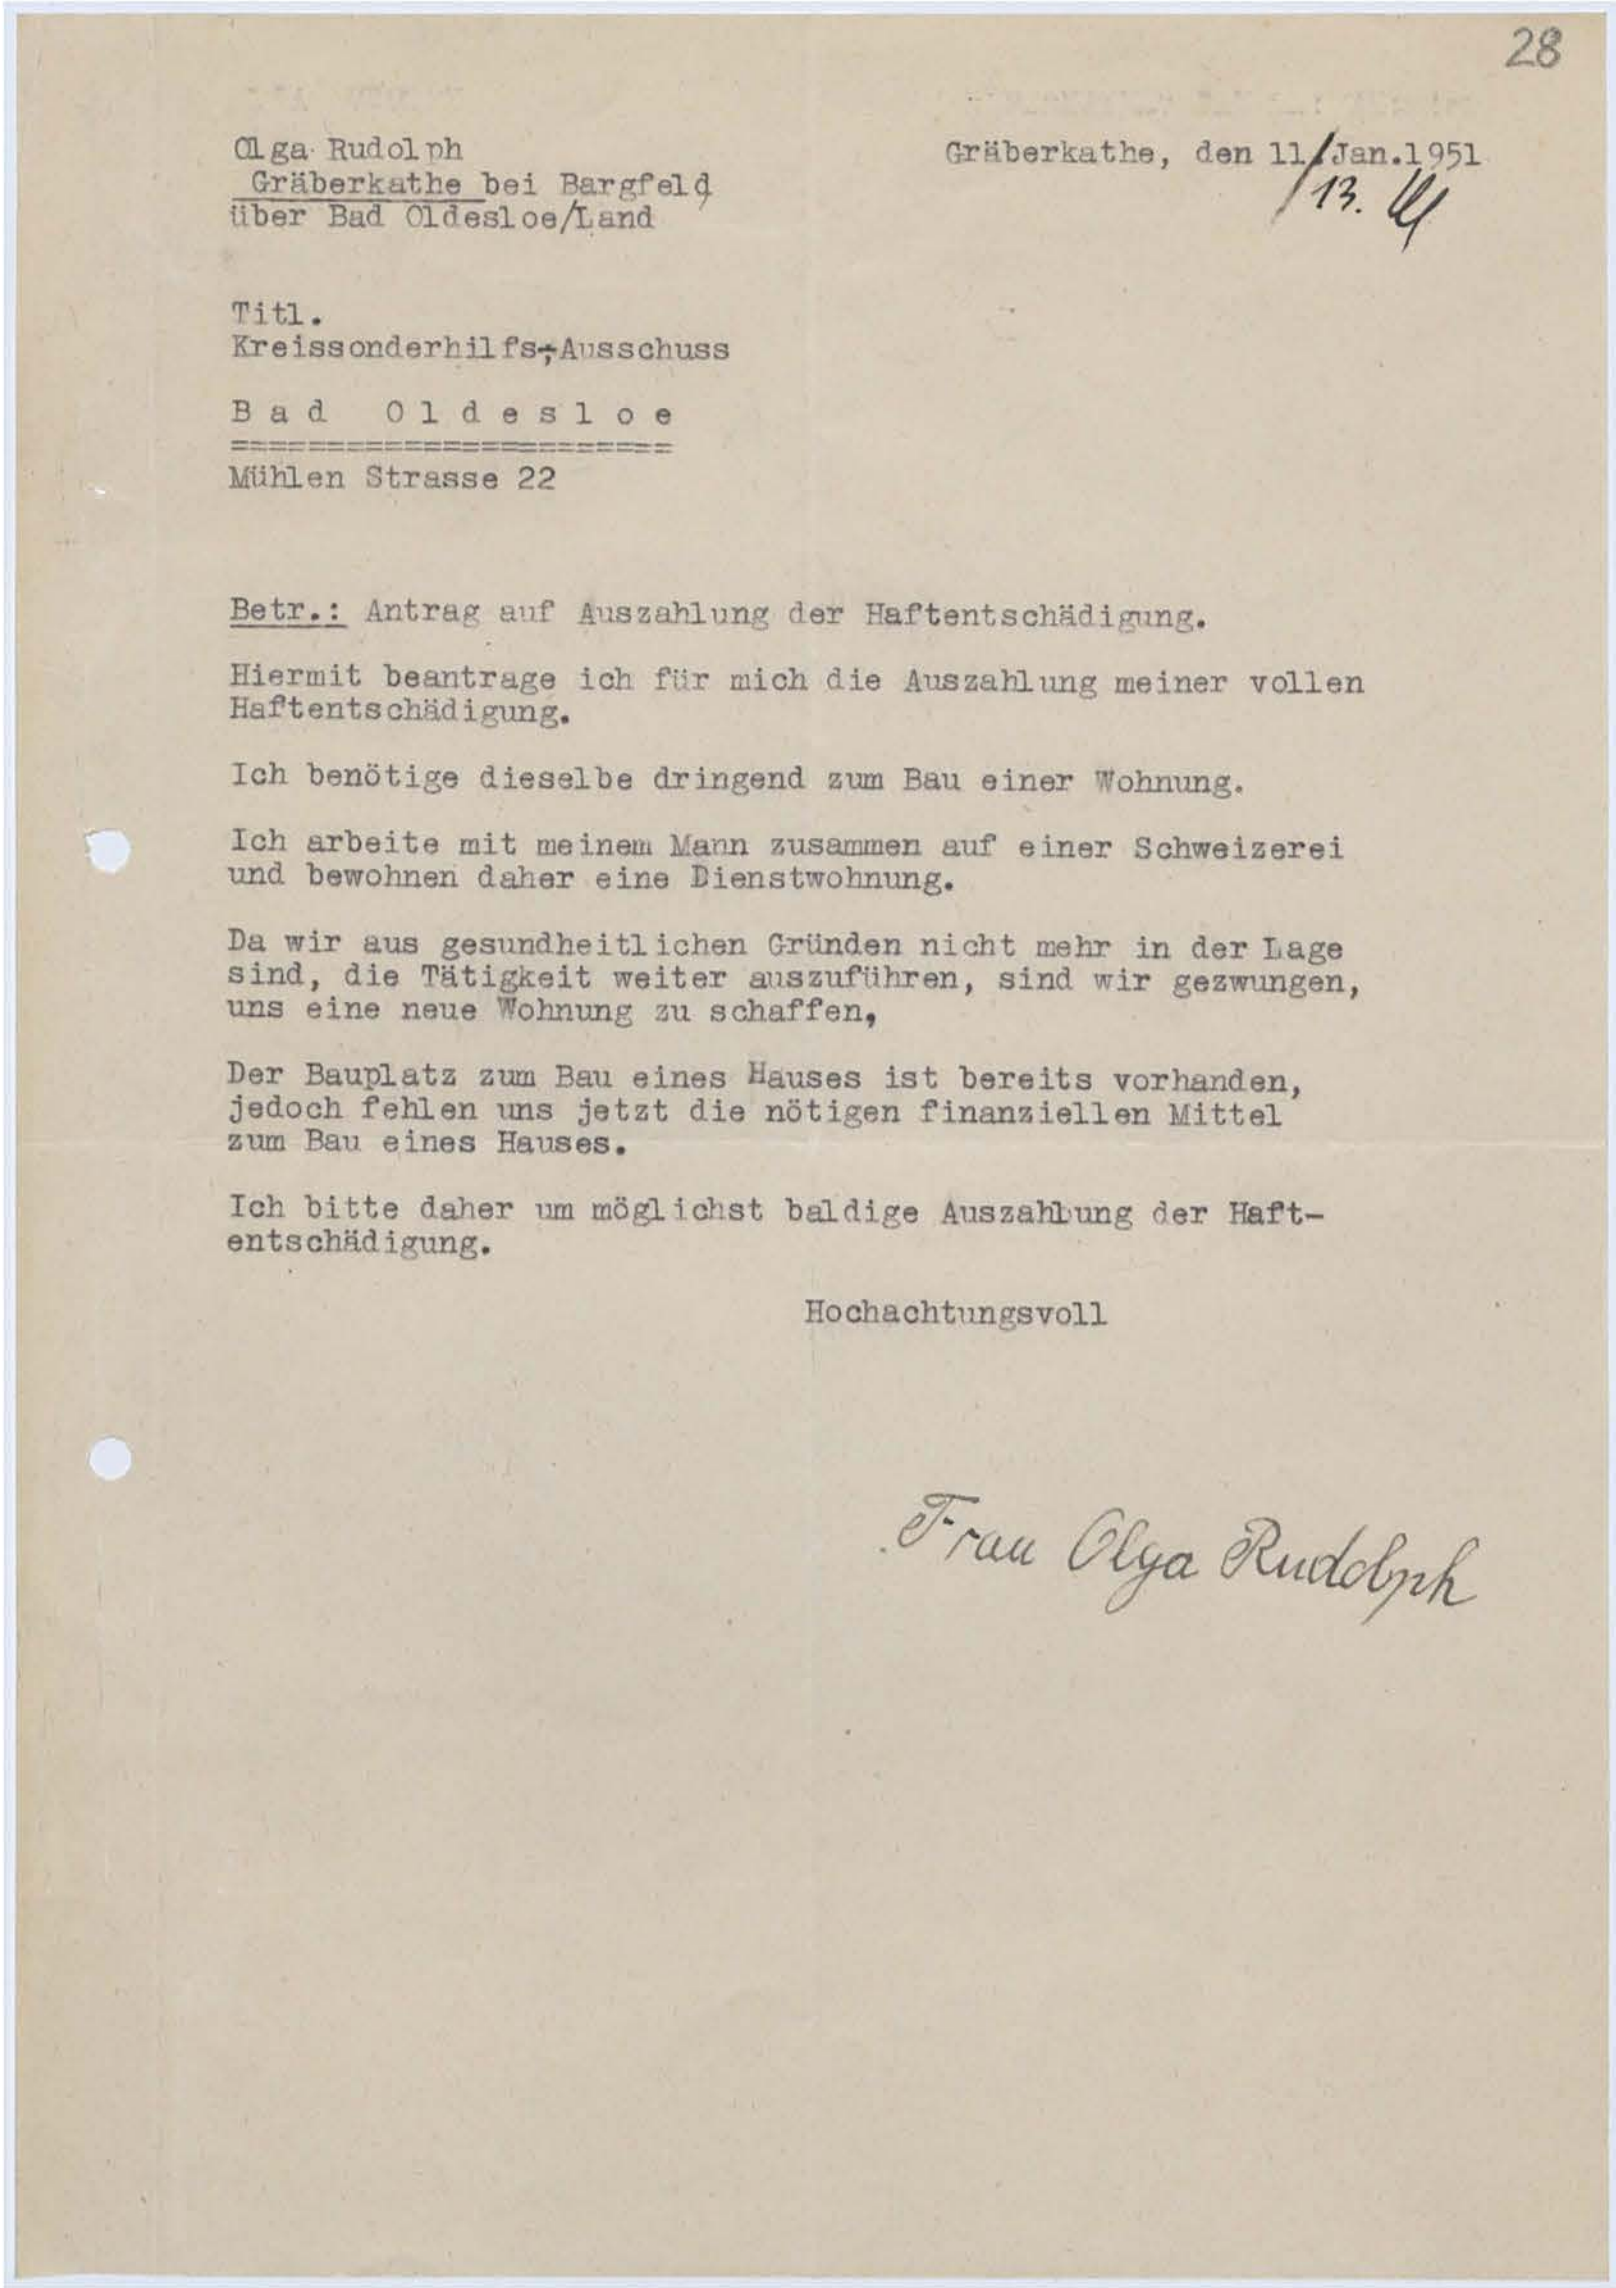 28
Olga Rudolph
Gräberkathe, den 11. Jan.1951
Gräberkathe bei Bargfeld
13.
über Bad Oldesloe/Land
Titl.
Kreissonderhilfs-Ausschuss
Bad Oldesloe
=======================
Mühlen Strasse 22
Betr.: Antrag auf Auszahlung der Haftentschädigung.
Hiermit beantrage ich für mich die Auszahlung meiner vollen
Haftentschädigung.
Ich benötige dieselbe dringend zum Bau einer Wohnung.
Ich arbeite mit meinem Mann zusammen auf einer Schweizerei
und bewohnen daher eine Dienstwohnung.
Da wir aus gesundheitlichen Gründen nicht mehr in der Lage
sind, die Tätigkeit weiter auszuführen, sind wir gezwungen,
uns eine neue Wohnung zu schaffen,
Der Bauplatz zum Bau eines Hauses ist bereits vorhanden,
jedoch fehlen uns jetzt die nötigen finanziellen Mittel
zum Bau eines Hauses.
Ich bitte daher um möglichst baldige Auszahlung der Haft-
entschädigung.
Hochachtungsvoll
Frau Olga Rudolph